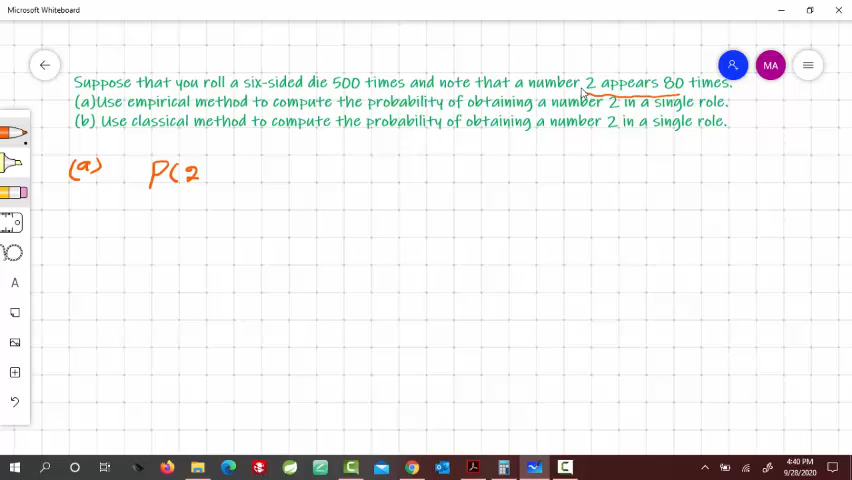 Microsoft Whiteboard
Suppose that you roll a six-sided die 500 times and note that a number 2 appears 80 times.
(a)Use empirical method to compute the probability of obtaining a number 2 in a single role.
(b) Use classical method to compute the probability of obtaining a number 2 in a single role.
MA
(a) P(2
A
4:40 PM
9/28/2020